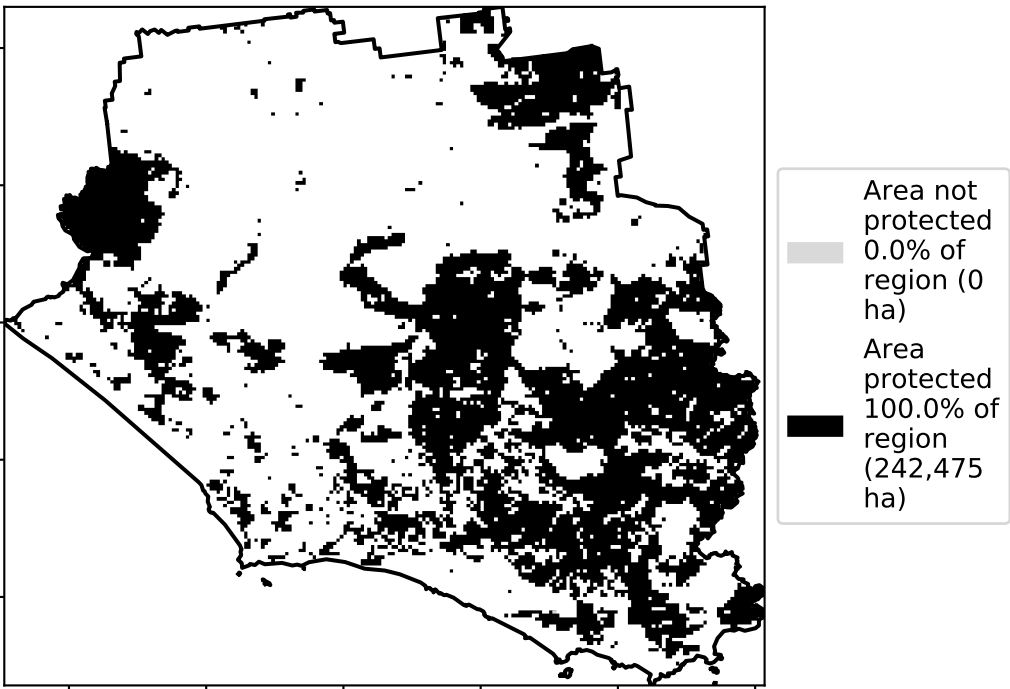 Area not
protected
0.0% of
region (0
ha)
Area
protected
100.0% of
region
(242,475
ha)